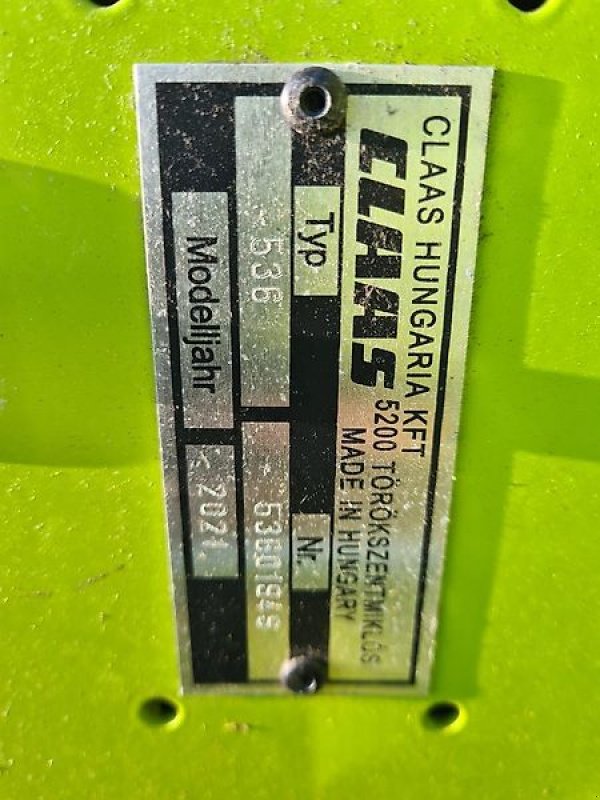 CLAAS HUNGARIA KFT
CLAAS 5200 TÖRÖKSZENTMIKLÓS
MADE IN HUNGARY
Typ Nr.
536 53601949
Modelljahr 2021